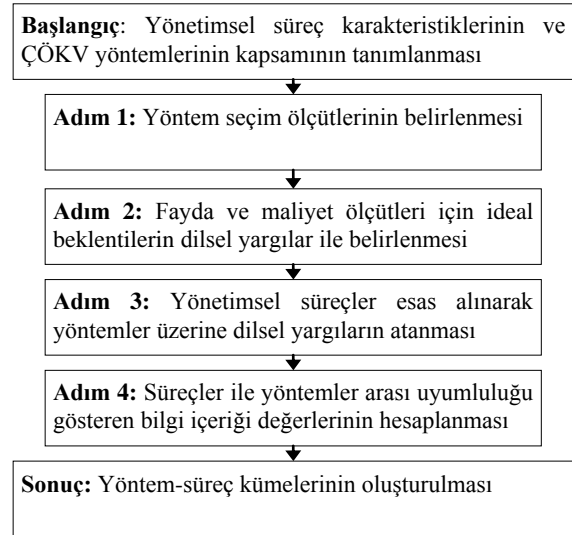 Başlangıç: Yönetimsel süreç karakteristiklerinin ve
ÇÖKV yöntemlerinin kapsamının tanımlanması
Adım 1: Yöntem seçim ölçütlerinin belirlenmesi
Adım 2: Fayda ve maliyet ölçütleri için ideal
beklentilerin dilsel yargılar ile belirlenmesi
Adım 3: Yönetimsel süreçler esas alınarak
yöntemler üzerine dilsel yargıların atanması
Adım 4: Süreçler ile yöntemler arası uyumluluğu
gösteren bilgi içeriği değerlerinin hesaplanması
Sonuç: Yöntem-süreç kümelerinin oluşturulması